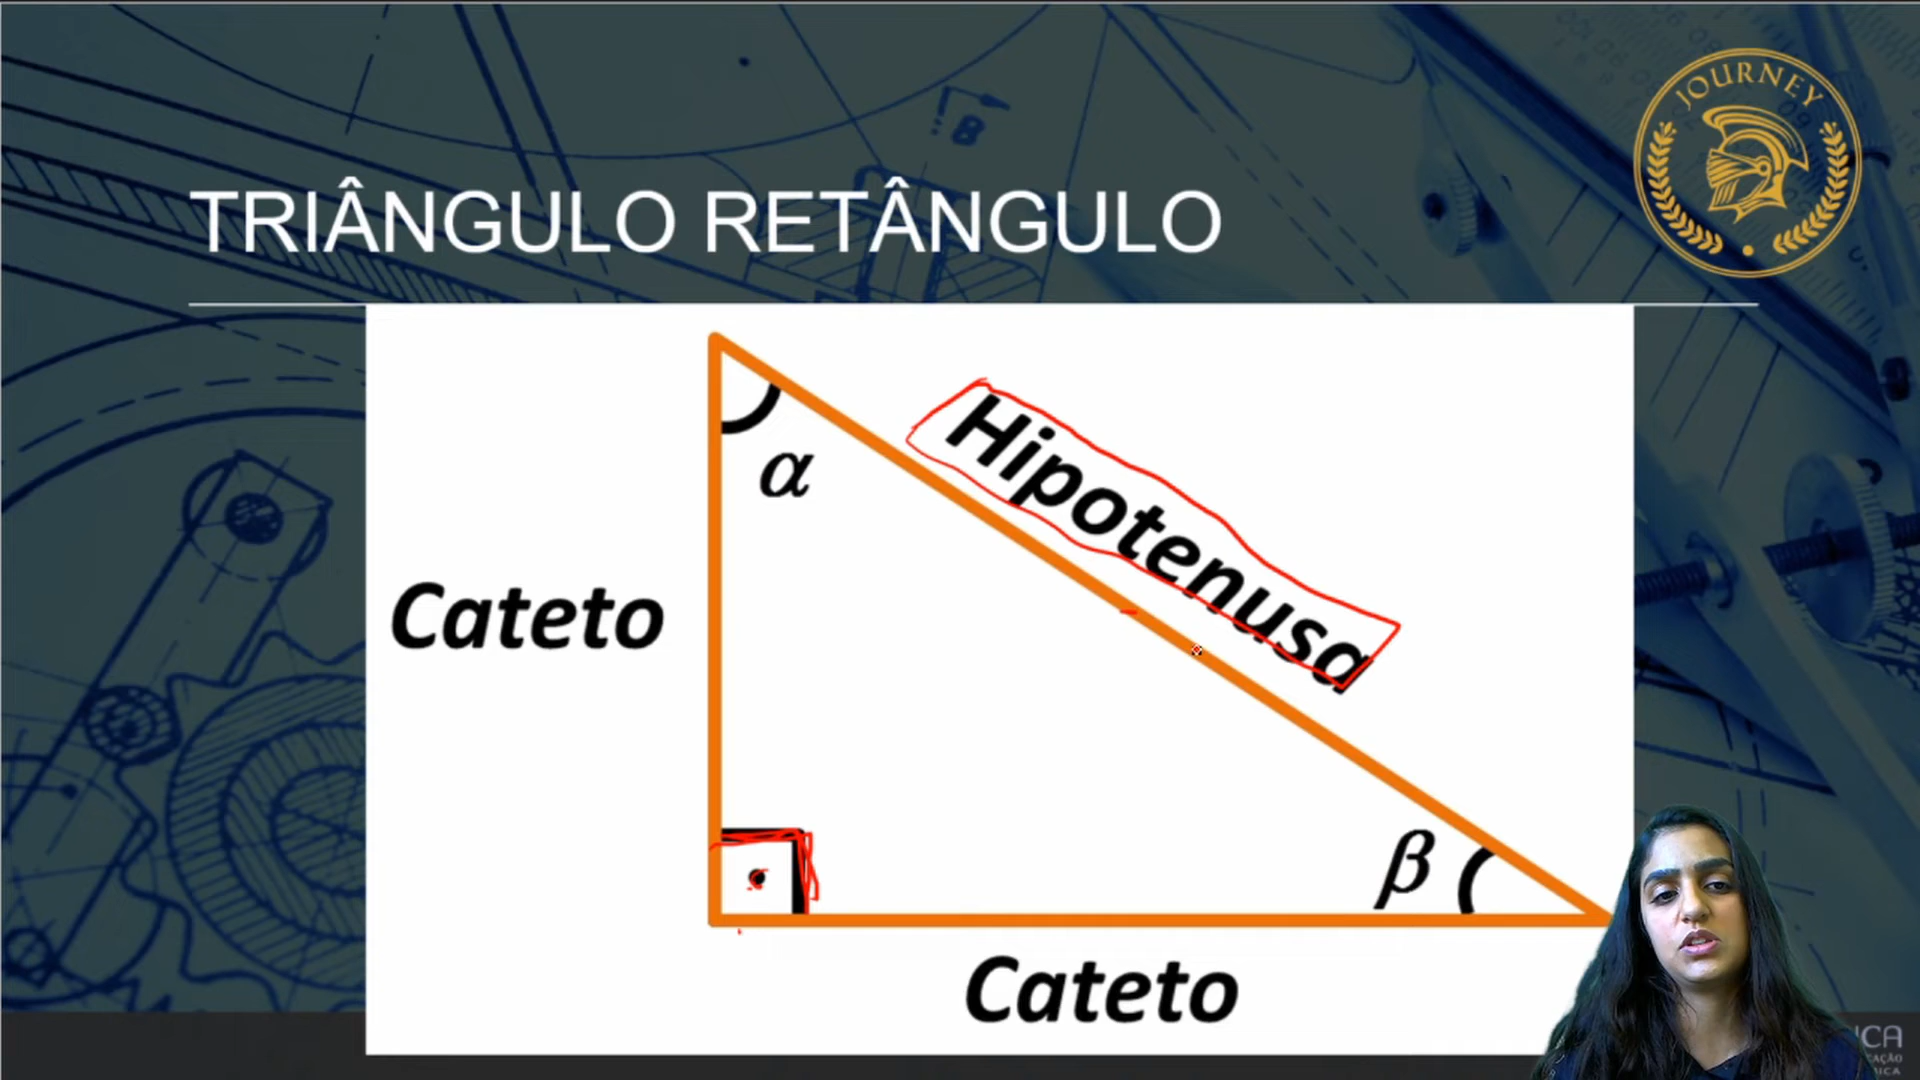 JOURNEY
TRIÂNGULO RETÂNGULO
Hipotenusa
α
Cateto
β
Cateto